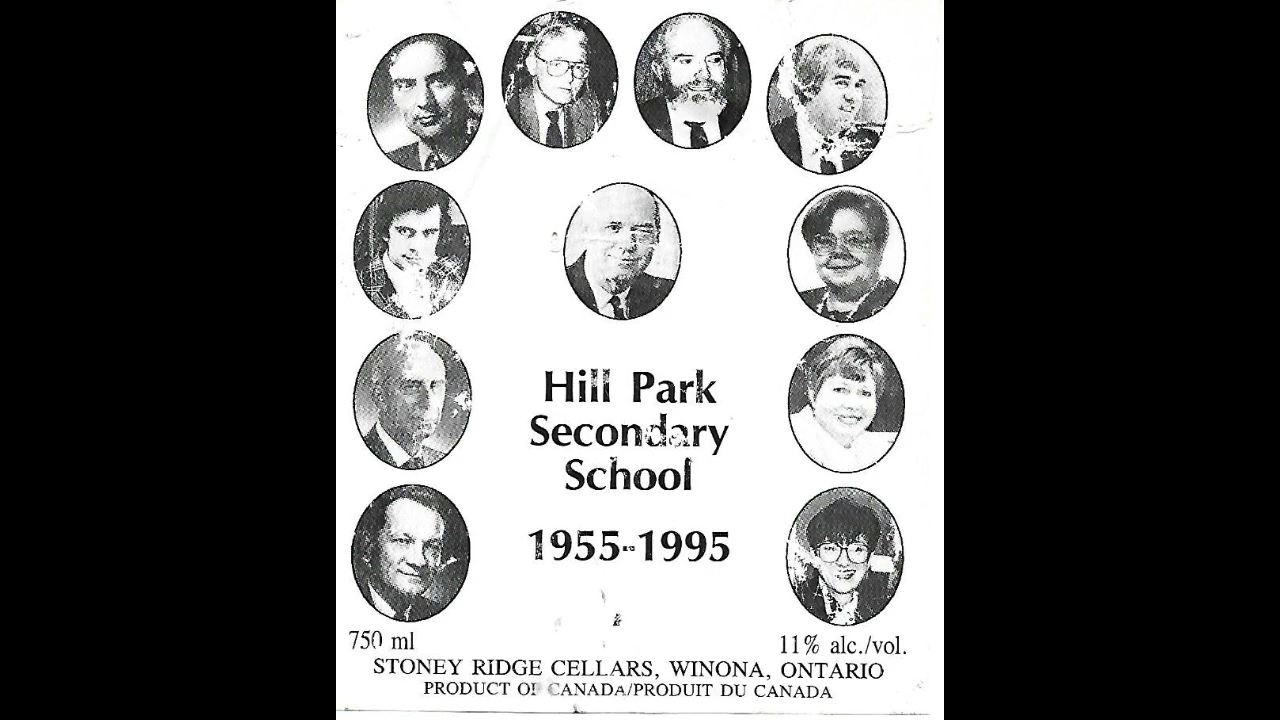 Hill Park
Secondary
School
1955-1995
750 ml
11% alc./vol.
STONEY RIDGE CELLARS, WINONA, ONTARIO
PRODUCT OF CANADA/PRODUIT DU CANADA